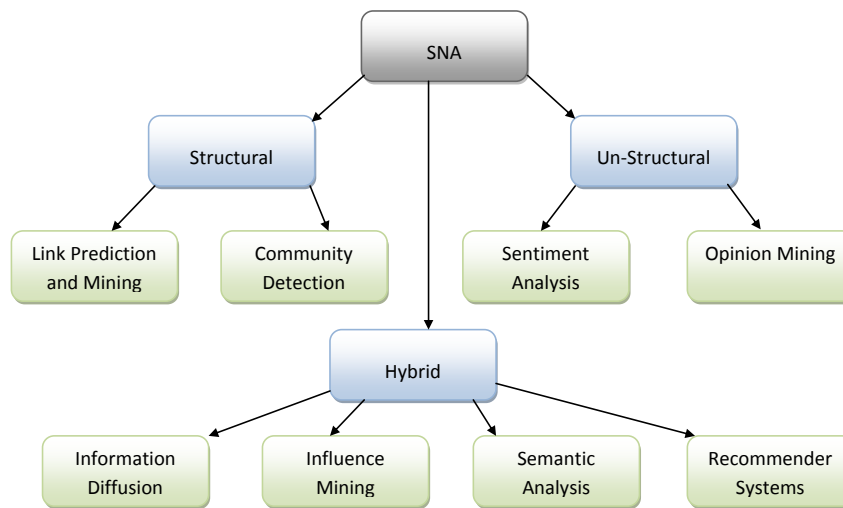 SNA
Structural
Un-Structural
Link Prediction
and Mining
Community
Detection
Sentiment
Analysis
Opinion Mining
Hybrid
Information
Diffusion
Influence
Mining
Semantic
Analysis
Recommender
Systems